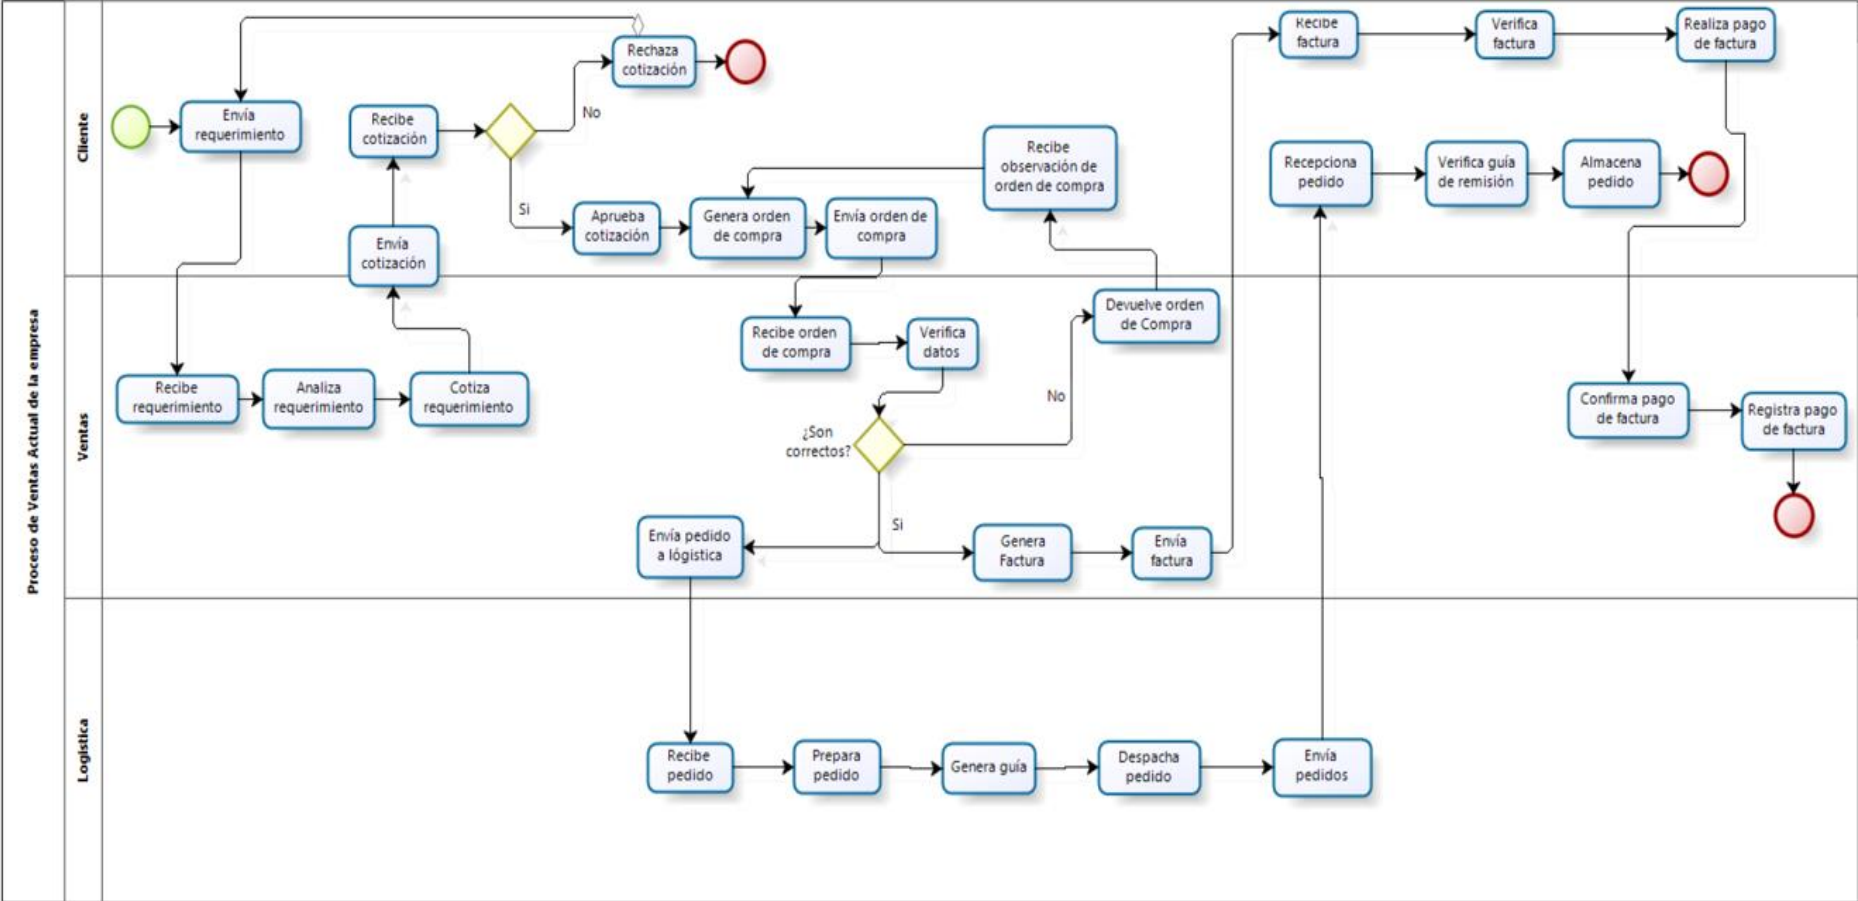 Proceso de Ventas Actual de la empresa
Cliente
Envía
requerimiento
Recibe
cotización
Envía
cotización
No
Si
Rechaza
cotización
Aprueba
cotización
Genera orden
de compra
Envía orden de
compra
Recibe
observación de
orden de compra
Recibe
factura
Verifica
factura
Realiza pago
de factura
Recepciona
pedido
Verifica guía
de remisión
Almacena
pedido
Ventas
Recibe
requerimiento
Analiza
requerimiento
Cotiza
requerimiento
Recibe orden
de compra
Verifica
datos
¿Son
correctos?
No
Si
Devuelve orden
de Compra
Envía pedido
a lógistica
Genera
Factura
Envía
factura
Confirma pago
de factura
Registra pago
de factura
Logistica
Recibe
pedido
Prepara
pedido
Genera guía
Despacha
pedido
Envía
pedidos